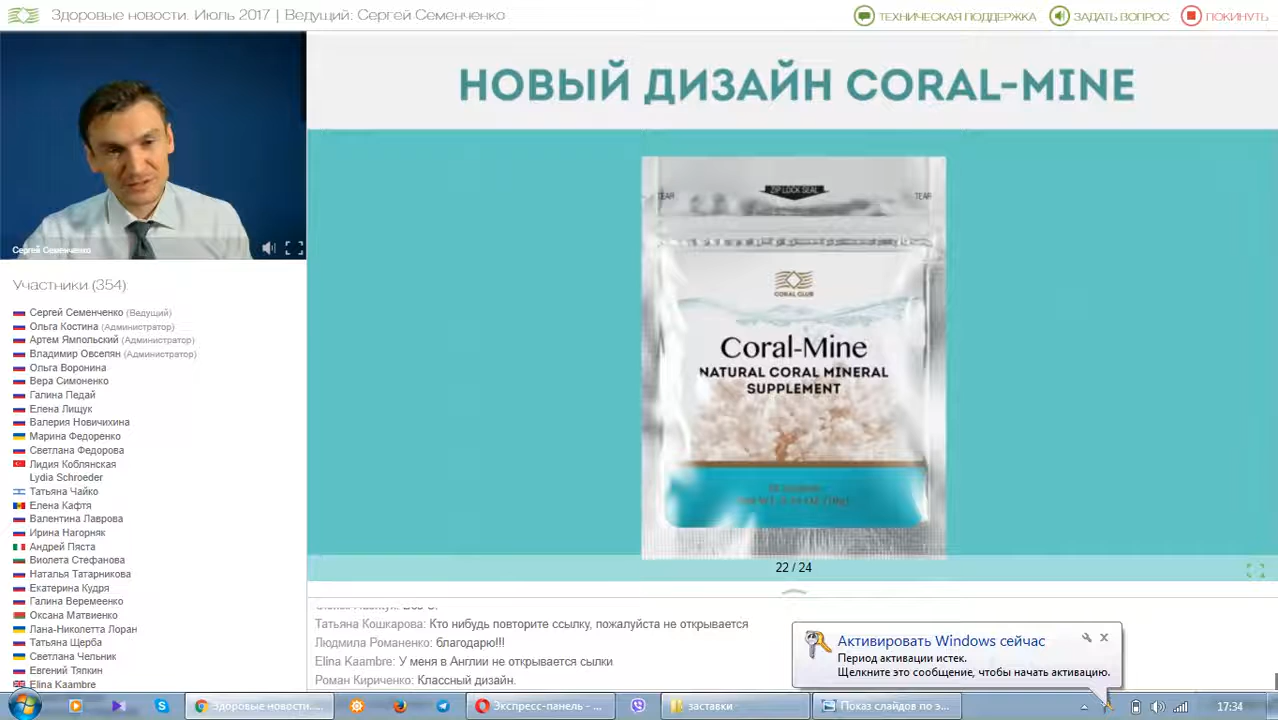 Здоровые новости. Июль 2017 | Ведущий: Сергей Семенченко
ТЕХНИЧЕСКАЯ ПОДДЕРЖКА
ЗАДАТЬ ВОПРОС
ПОКИНУТЬ
НОВЫЙ ДИЗАЙН CORAL-MINE
TEAR
ZIP LOCK SEAL
TEAR
CORAL CLUB
Coral-Mine
NATURAL CORAL MINERAL
SUPPLEMENT
22 / 24
Сергей Семенченко
Участники (354)
Сергей Семенченко (Ведущий)
Ольга Костина (Администратор)
Артем Ямпольский (Администратор)
Владимир Овсепян (Администратор)
Ольга Воронина
Вера Симоненко
Галина Педай
Елена Лищук
Валерия Новичихина
Марина Федоренко
Светлана Федорова
Лидия Коблянская
Lydia Schroeder
Татьяна Чайко
Елена Кафтя
Валентина Лаврова
Ирина Нагорняк
Андрей Пяста
Виолета Стефанова
Наталья Татарникова
Екатерина Кудря
Галина Веремеенко
Оксана Матвиенко
Лана-Николетта Лоран
Татьяна Щерба
Светлана Чельник
Евгений Тяпкин
Elina Kaambre
Татьяна Кошкарова: Кто нибудь повторите ссылку, пожалуйста не открывается
Людмила Романенко: благодарю!!!
Elina Kaambre: У меня в Англии не открывается сылки
Роман Кириченко: Классный дизайн.
Активировать Windows сейчас
Период активации истек.
Щелкните это сообщение, чтобы начать активацию.
Здоровые новости...
Экспресс-панель - ...
заставки
Показ слайдов по э...
17:34